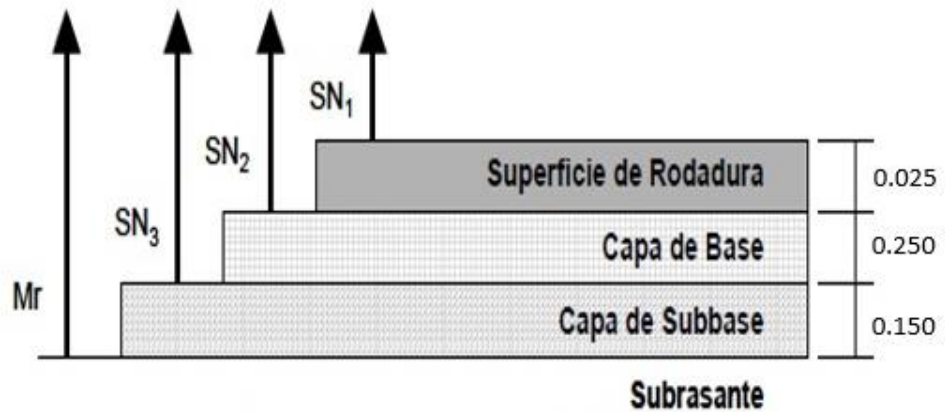 SN1
SN2
SN3
Mr
Superficie de Rodadura
Capa de Base
Capa de Subbase
Subrasante
0.025
0.250
0.150